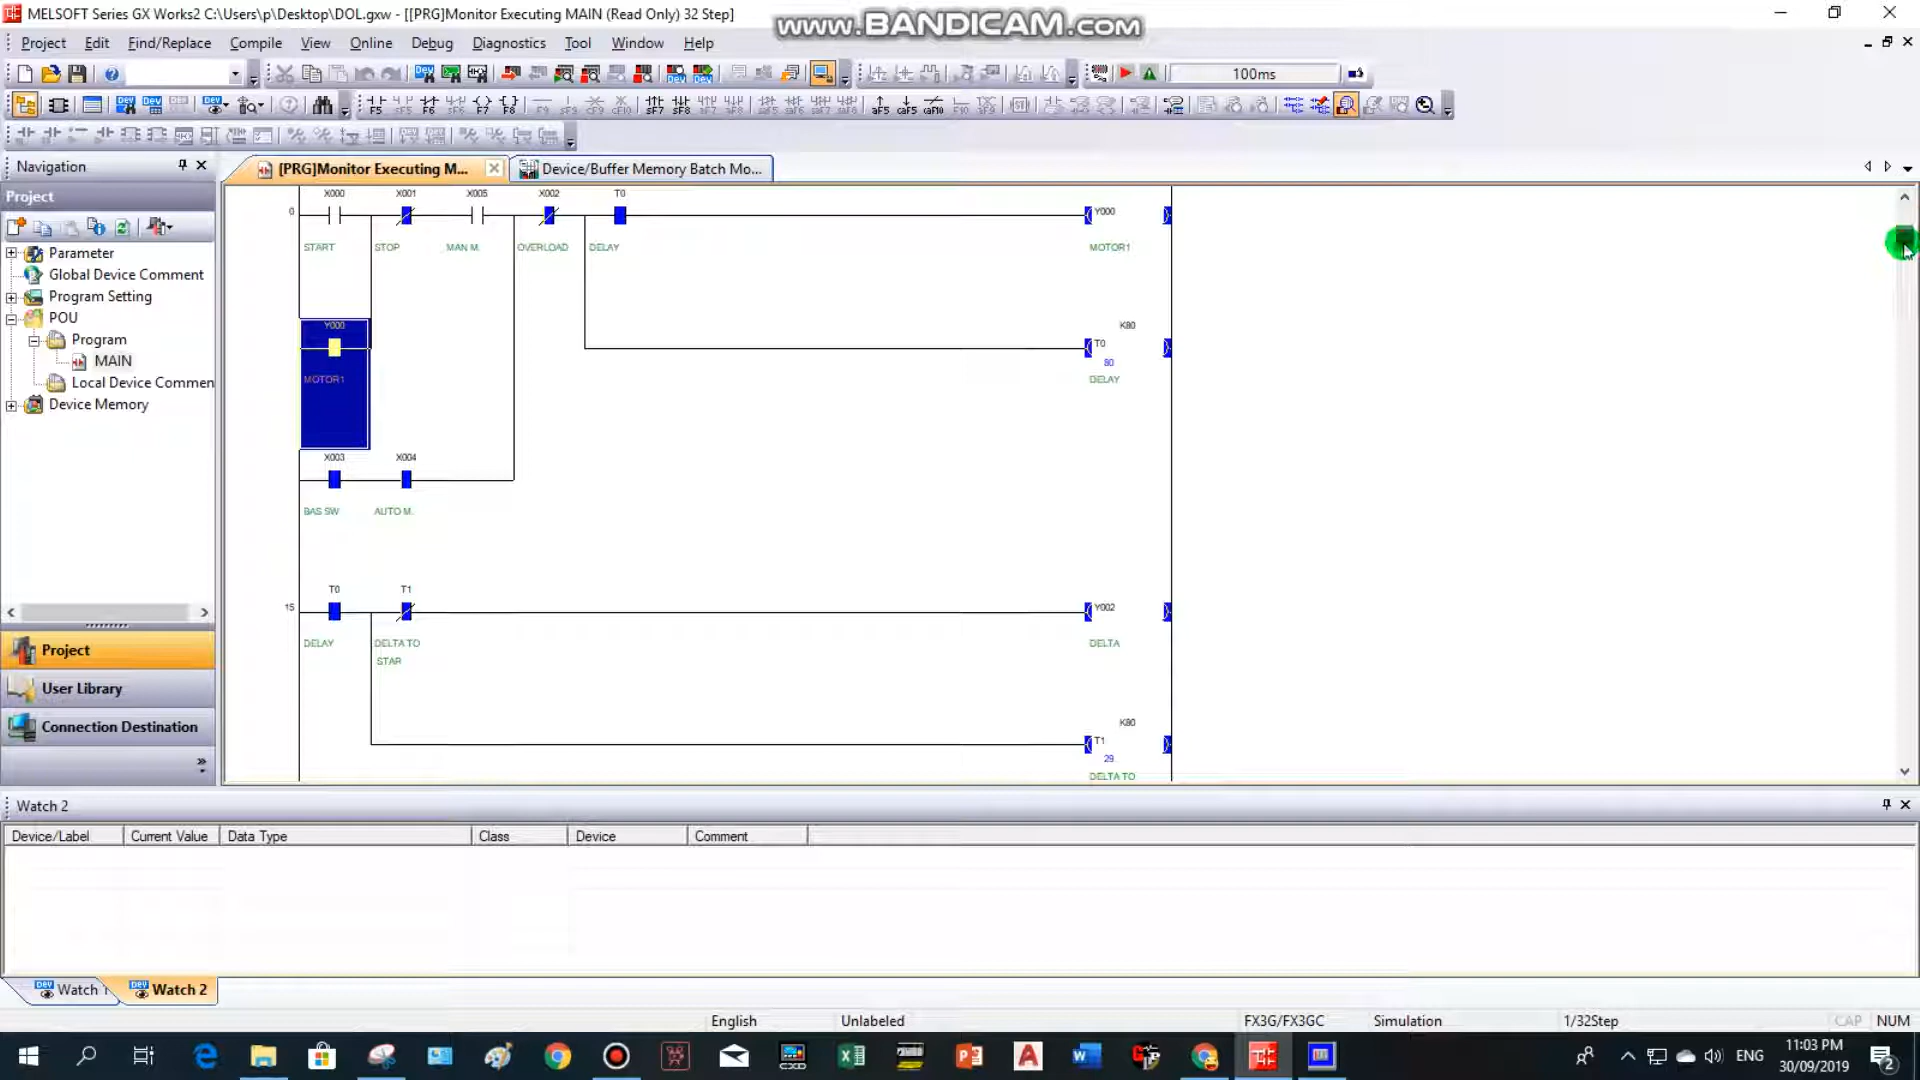 MELSOFT Series GX Works2 C:\Users\p\Desktop\DOL.gxw - [[PRG]Monitor Executing MAIN (Read Only) 32 Step]
www.BANDICAM.com
Project Edit Find/Replace Compile View Online Debug Diagnostics Tool Window Help
100ms
Navigation
[PRG]Monitor Executing M...
Device/Buffer Memory Batch Mo...
Project
Parameter
Global Device Comment
Program Setting
POU
Program
MAIN
Local Device Commen
Device Memory
X000 X001 X005 X002 T0
0
Y000
START STOP MAN M. OVERLOAD DELAY MOTOR1
Y000 K80
T0
80
MOTOR1 DELAY
X003 X004
BAS SW AUTO M.
T0 T1
15
Y002
DELAY DELTA TO STAR DELTA
K80
T1
29
DELTA TO
Project
User Library
Connection Destination
Watch 2
Device/Label Current Value Data Type Class Device Comment
Watch 1 Watch 2
English Unlabeled FX3G/FX3GC Simulation 1/32Step CAP NUM
ENG
11:03 PM
30/09/2019
2